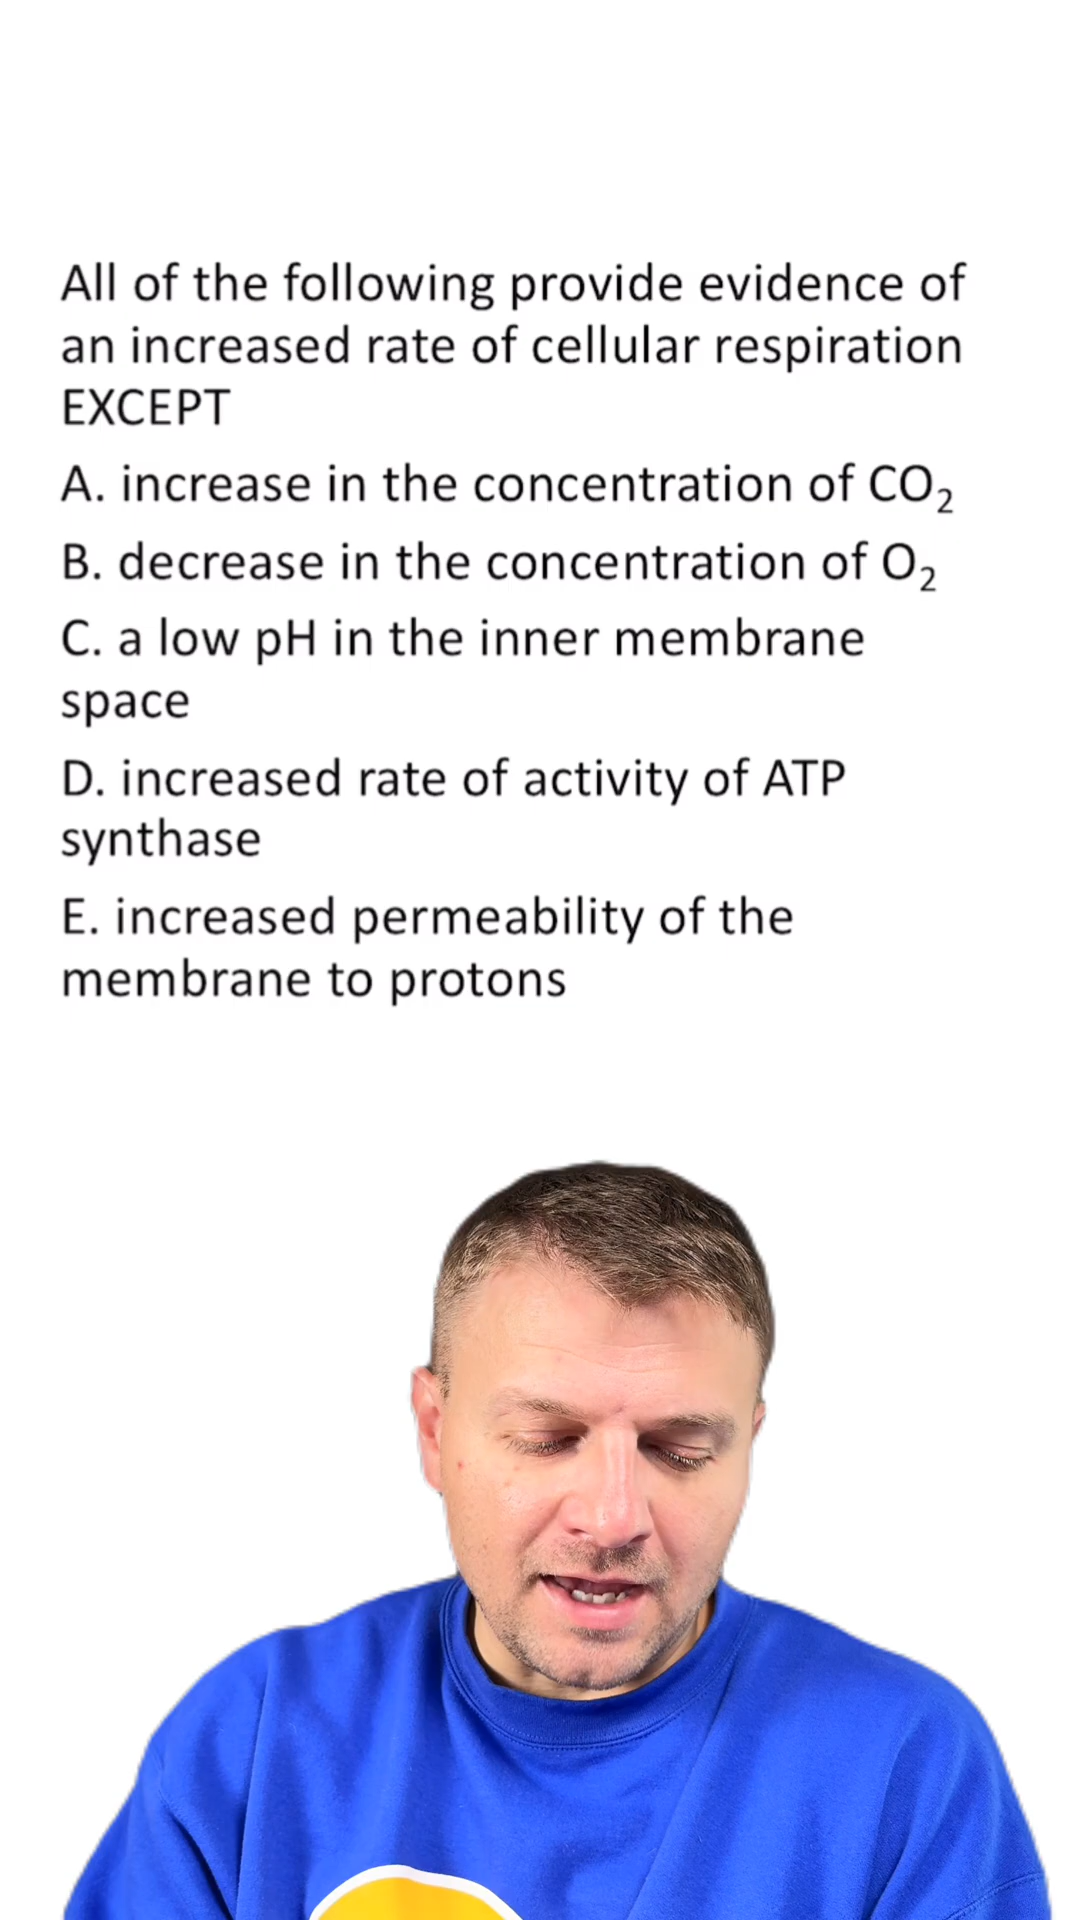 All of the following provide evidence of
an increased rate of cellular respiration
EXCEPT
A. increase in the concentration of CO₂
B. decrease in the concentration of O₂
C. a low pH in the inner membrane
space
D. increased rate of activity of ATP
synthase
E. increased permeability of the
membrane to protons